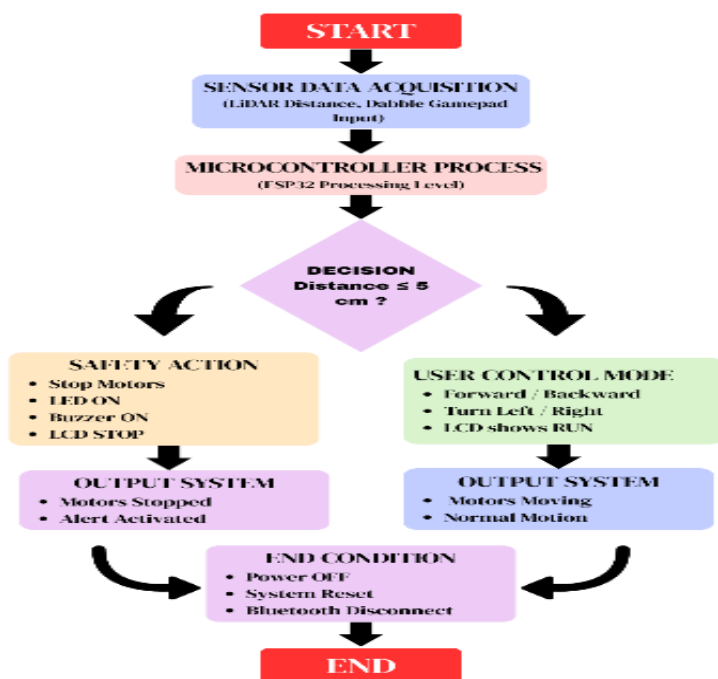 START
SENSOR DATA ACQUISITION
(LiDAR Distance, Dabble Gamepad
Input)
MICROCONTROLLER PROCESS
(ESP32 Processing Level)
DECISION
Distance ≤ 5
cm ?
SAFETY ACTION
• Stop Motors
• LED ON
• Buzzer ON
• LCD STOP
USER CONTROL MODE
• Forward / Backward
• Turn Left / Right
• LCD shows RUN
OUTPUT SYSTEM
• Motors Stopped
• Alert Activated
OUTPUT SYSTEM
• Motors Moving
• Normal Motion
END CONDITION
• Power OFF
• System Reset
• Bluetooth Disconnect
END